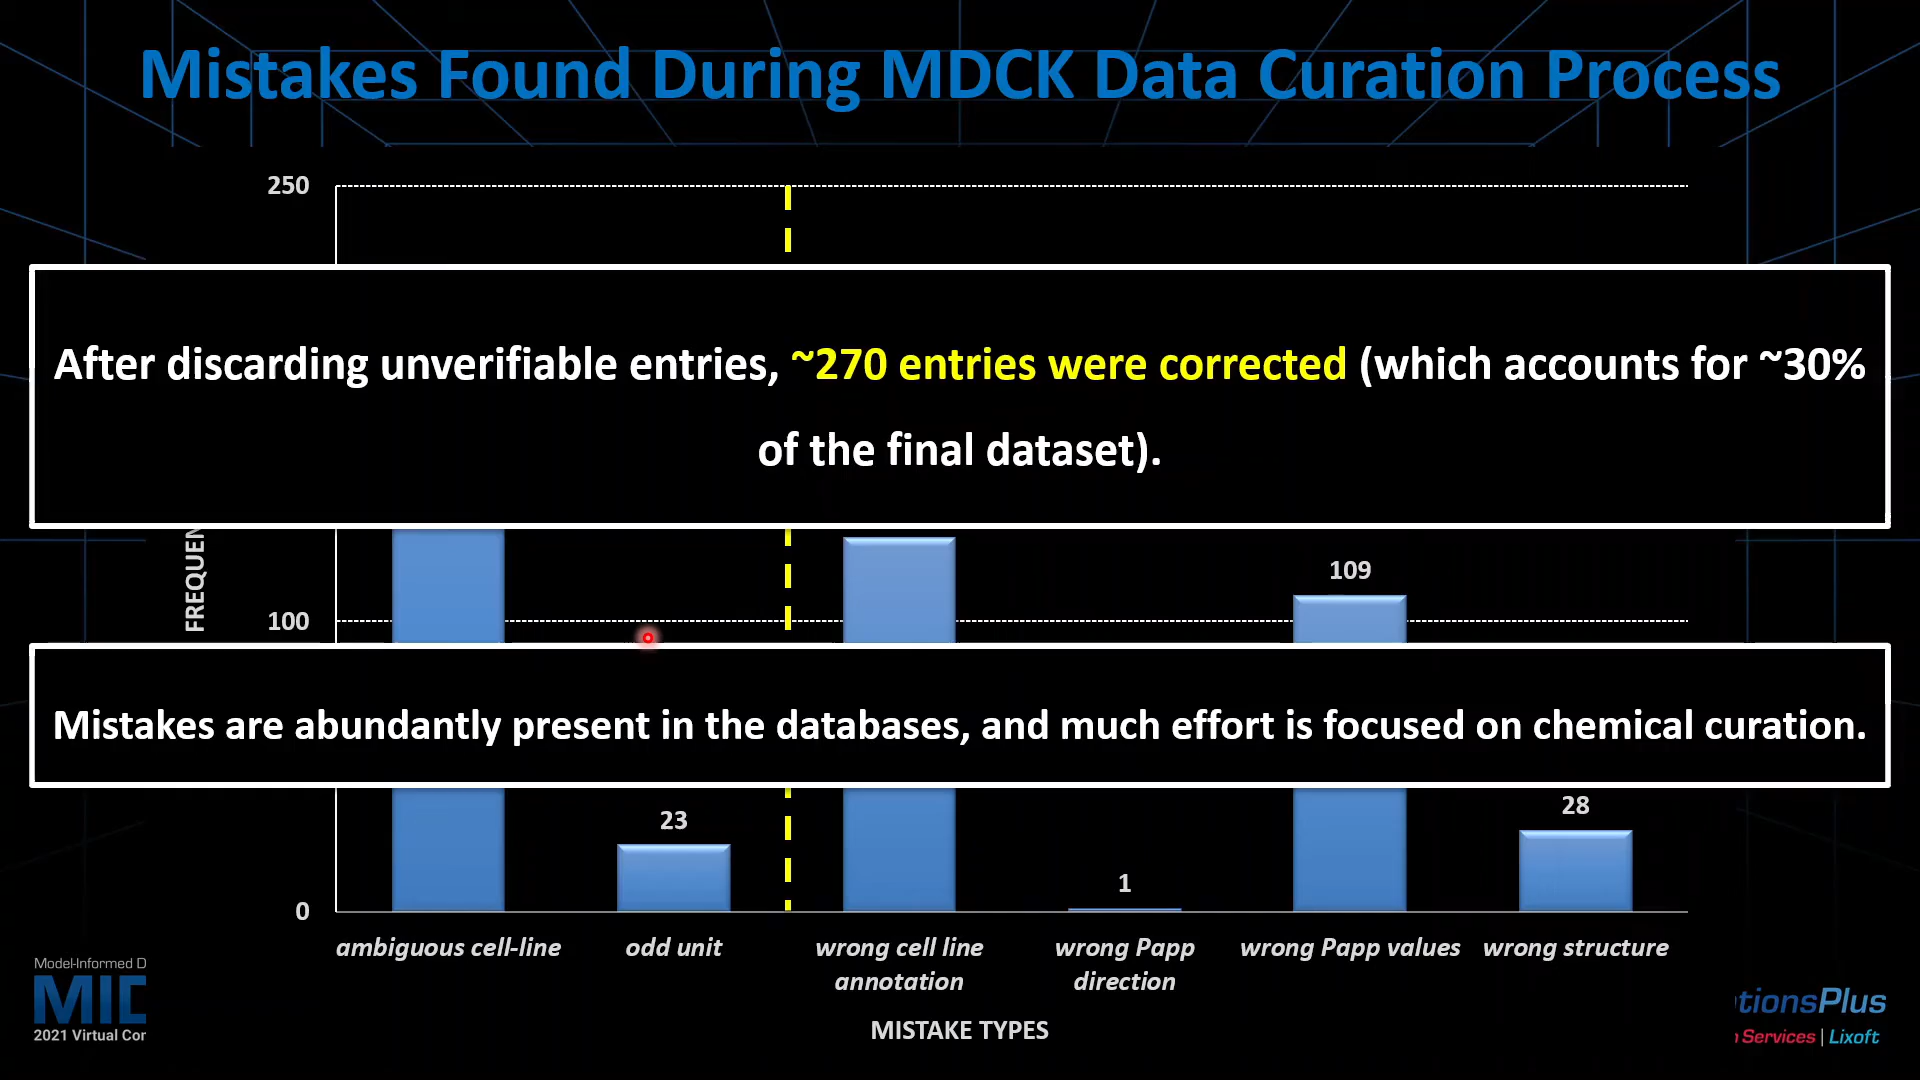 Mistakes Found During MDCK Data Curation Process
250
After discarding unverifiable entries, ~270 entries were corrected (which accounts for ~30%
of the final dataset).
109
100
Mistakes are abundantly present in the databases, and much effort is focused on chemical curation.
23
1
28
0
ambiguous cell-line
odd unit
wrong cell line
annotation
wrong Papp
direction
wrong Papp values
wrong structure
MISTAKE TYPES
Model-Informed
2021 Virtual
Plus
Services | Lixoft